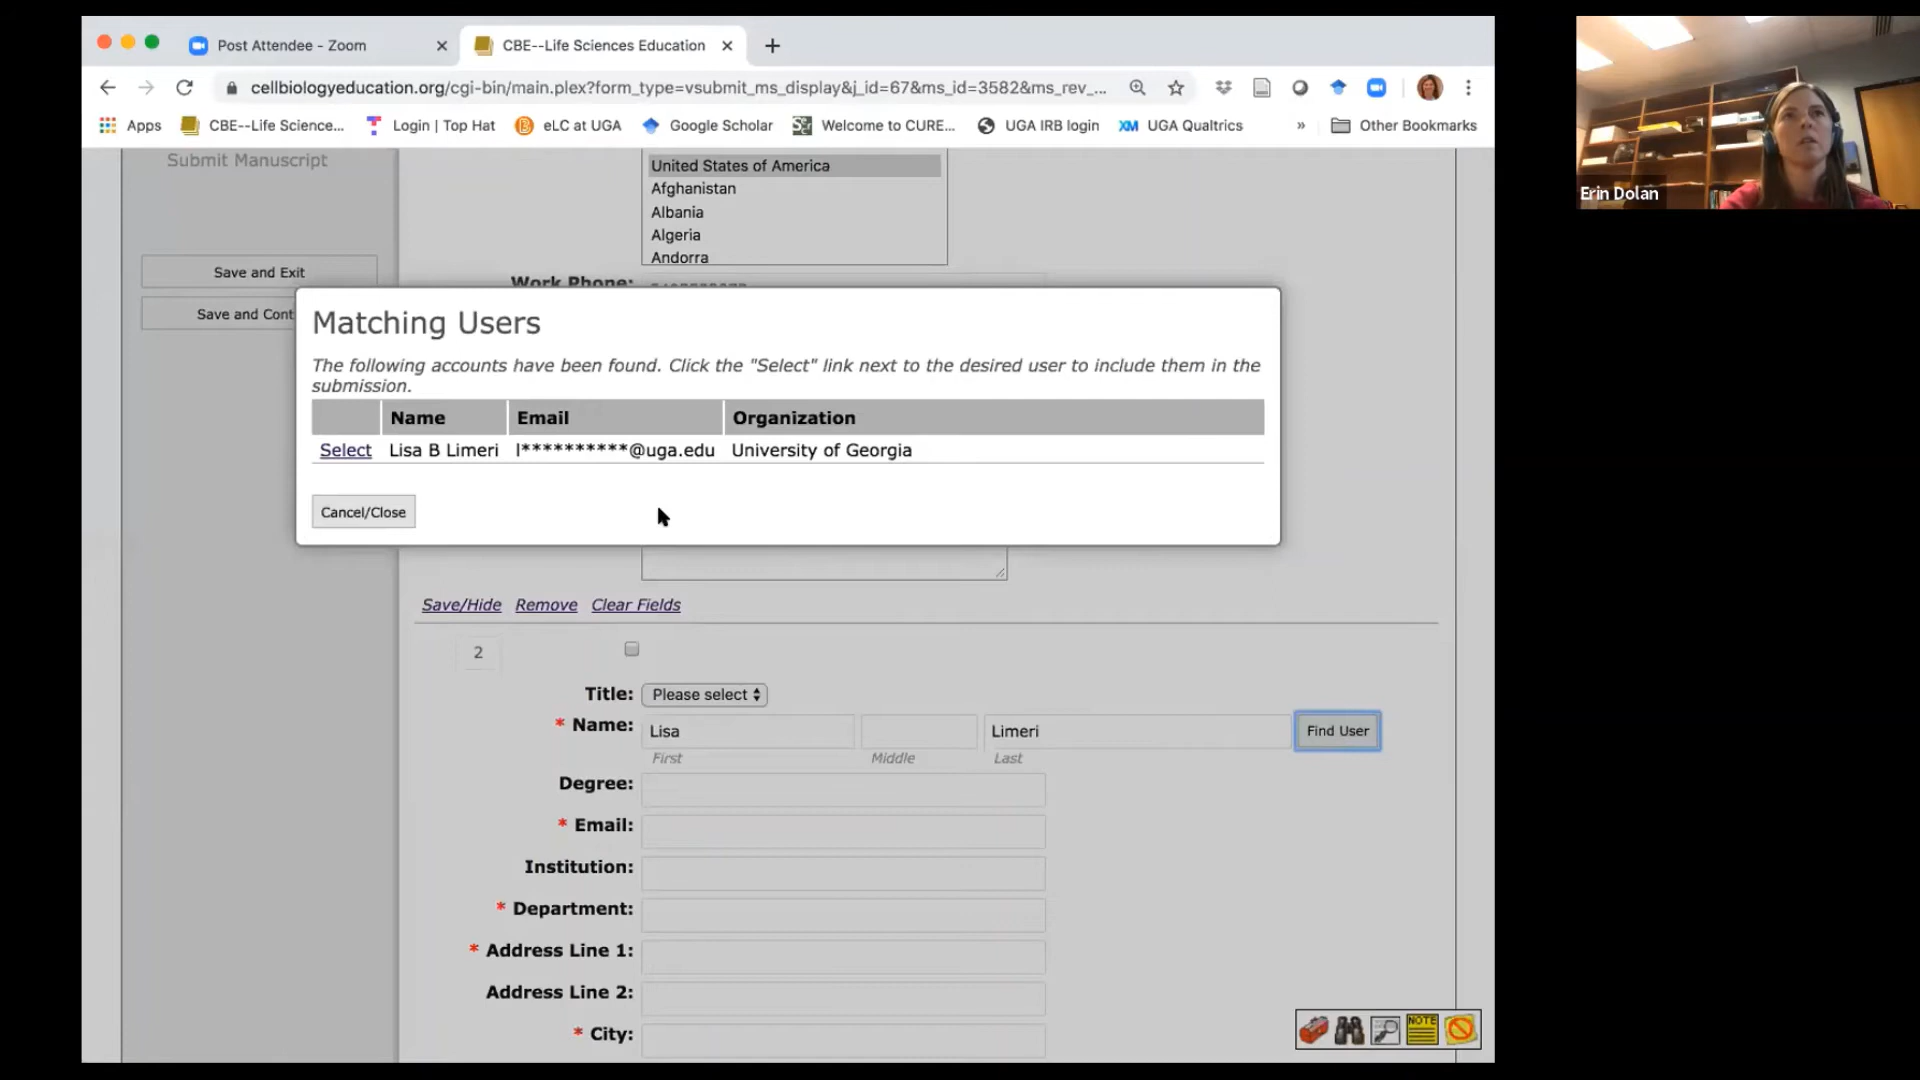 Post Attendee - Zoom
CBE--Life Sciences Education
cellbiologyeducation.org/cgi-bin/main.plex?form_type=vsubmit_ms_display&j_id=67&ms_id=3582&ms_rev_...
Apps
CBE--Life Science...
Login | Top Hat
eLC at UGA
Google Scholar
Welcome to CURE...
UGA IRB login
XM UGA Qualtrics
»
Other Bookmarks
Erin Dolan
Submit Manuscript
Save and Exit
Save and Cont
United States of America
Afghanistan
Albania
Algeria
Andorra
Work Phone:
Matching Users
The following accounts have been found. Click the "Select" link next to the desired user to include them in the
submission.
Name Email Organization
Select Lisa B Limeri l**********@uga.edu University of Georgia
Cancel/Close
Save/Hide Remove Clear Fields
2
Title: Please select
* Name: Lisa Limeri Find User
First Middle Last
Degree:
* Email:
Institution:
* Department:
* Address Line 1:
Address Line 2:
* City:
NOTE